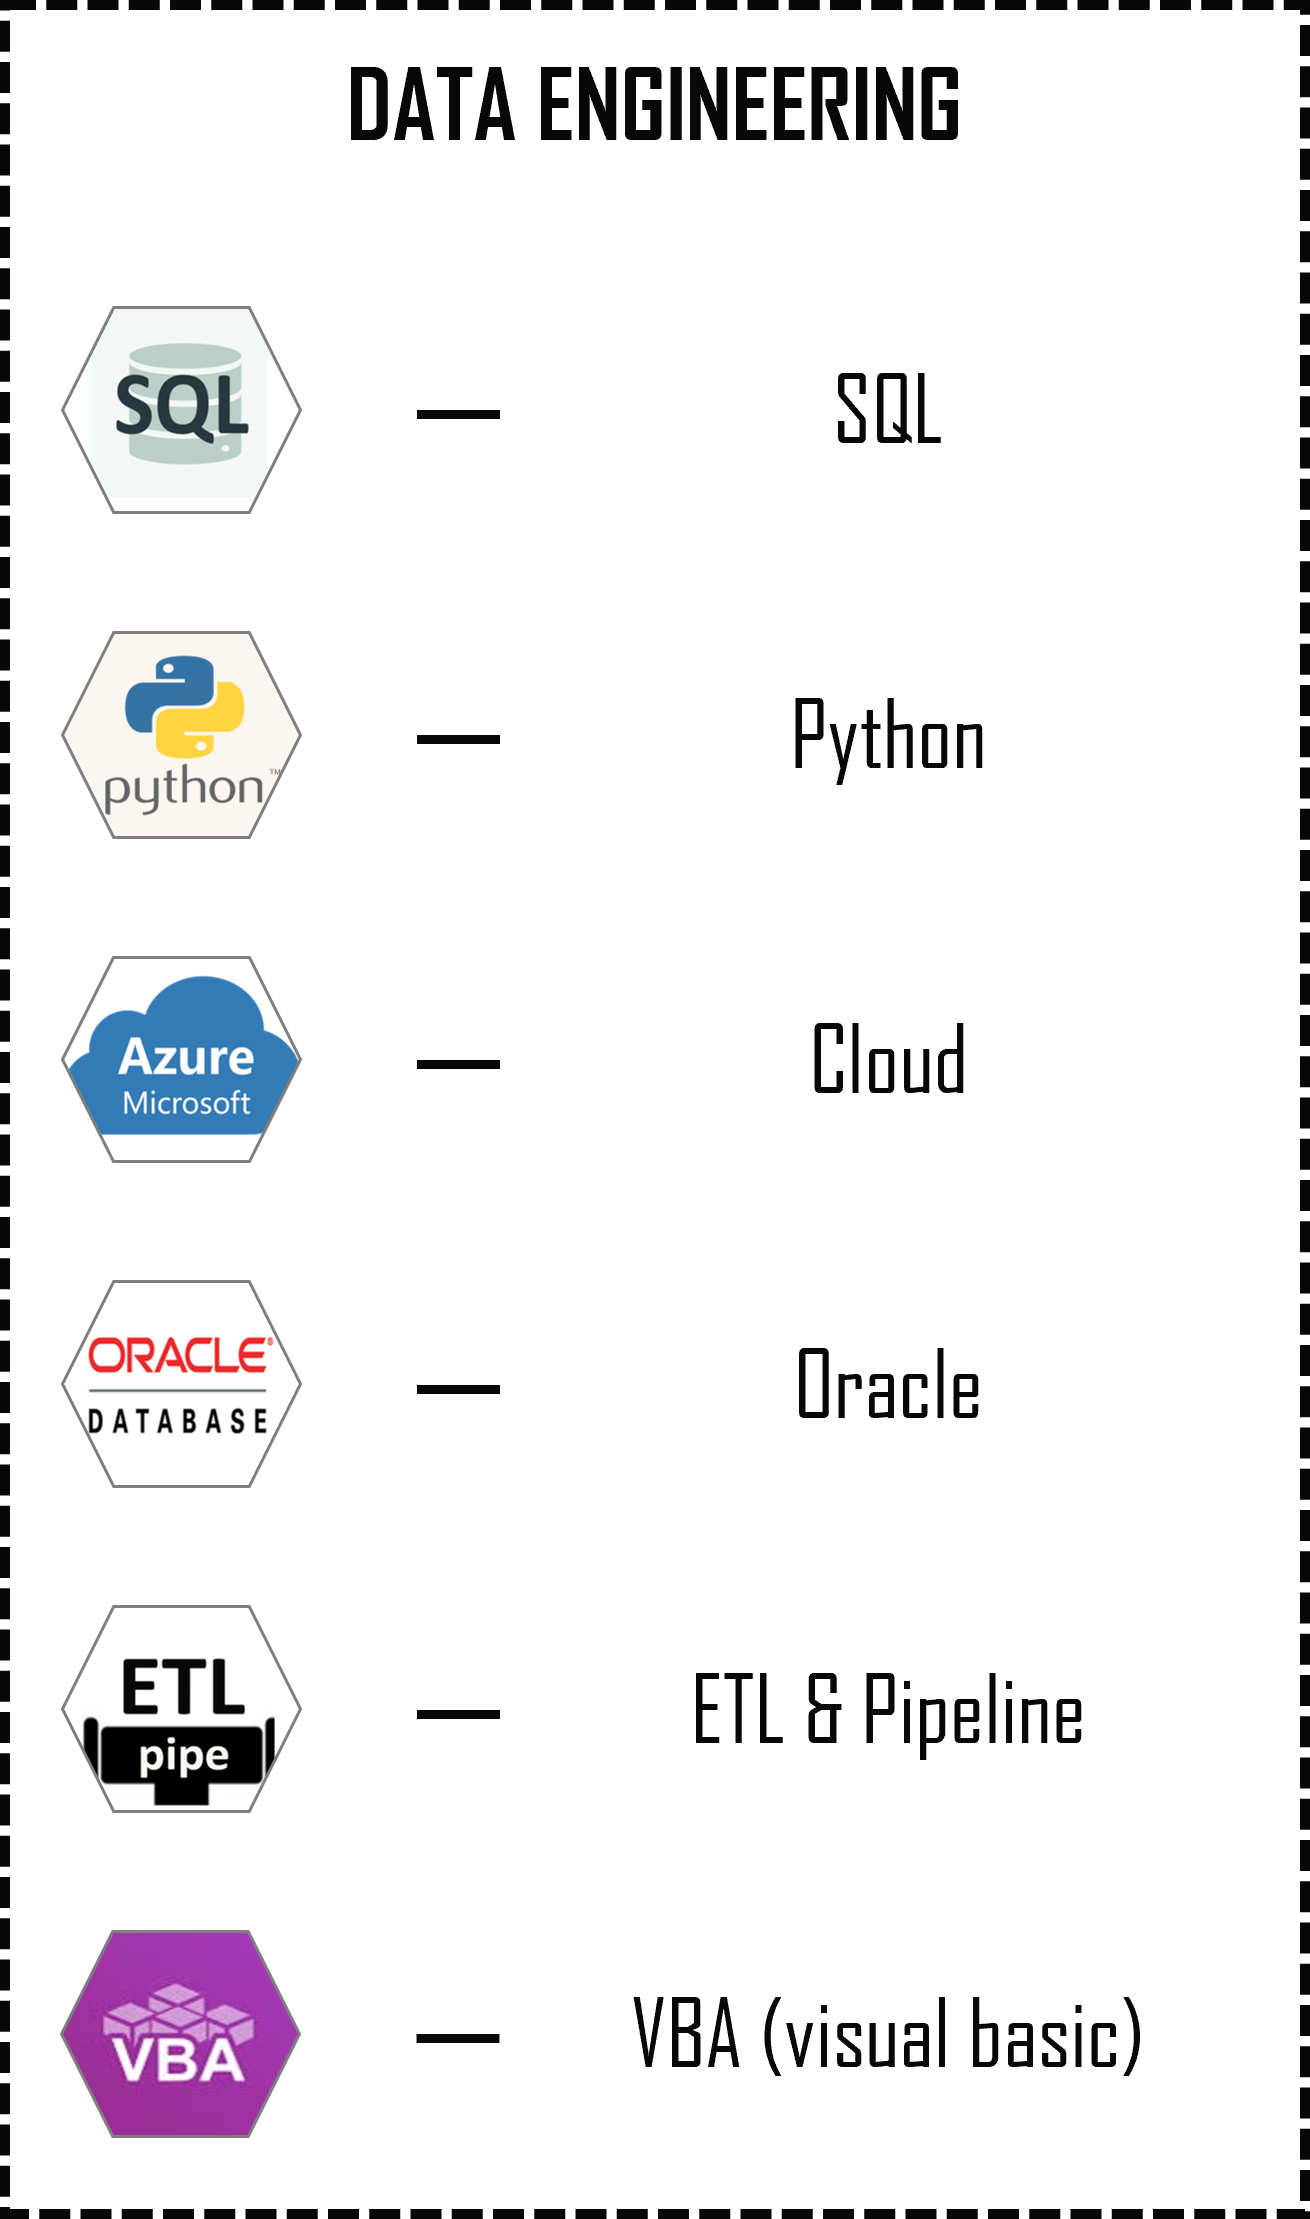 DATA ENGINEERING
SQL
— SQL
python™
— Python
Azure
Microsoft
— Cloud
ORACLE®
DATABASE
— Oracle
ETL
pipe
— ETL & Pipeline
VBA
— VBA (visual basic)